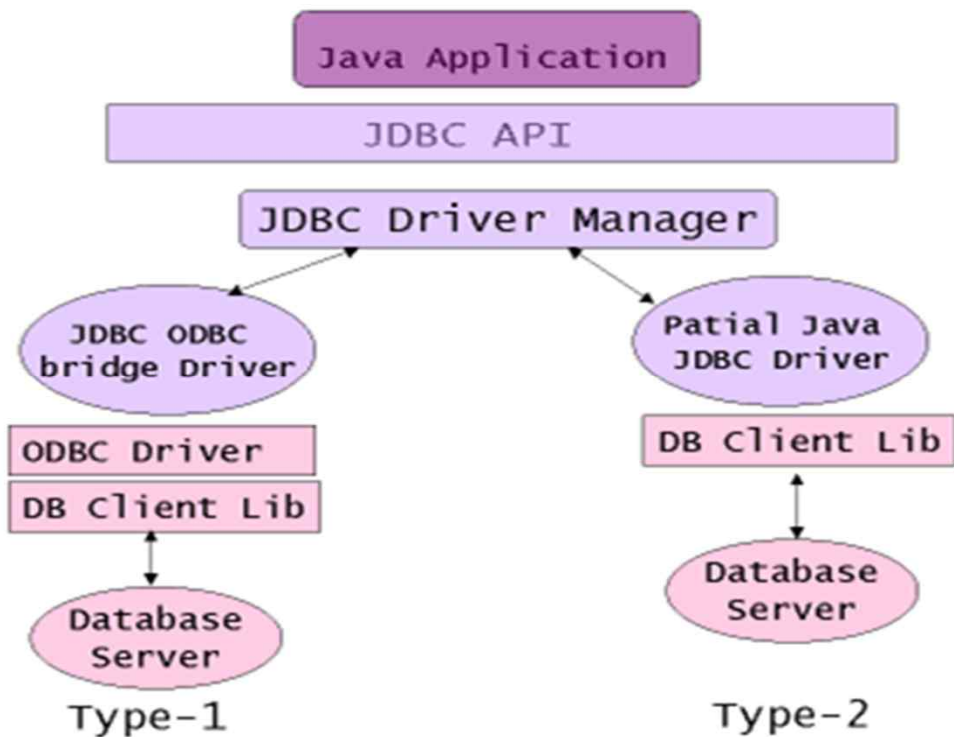 Java Application
JDBC API
JDBC Driver Manager
JDBC ODBC
bridge Driver
ODBC Driver
DB Client Lib
Database
Server
Type-1
Patial Java
JDBC Driver
DB Client Lib
Database
Server
Type-2